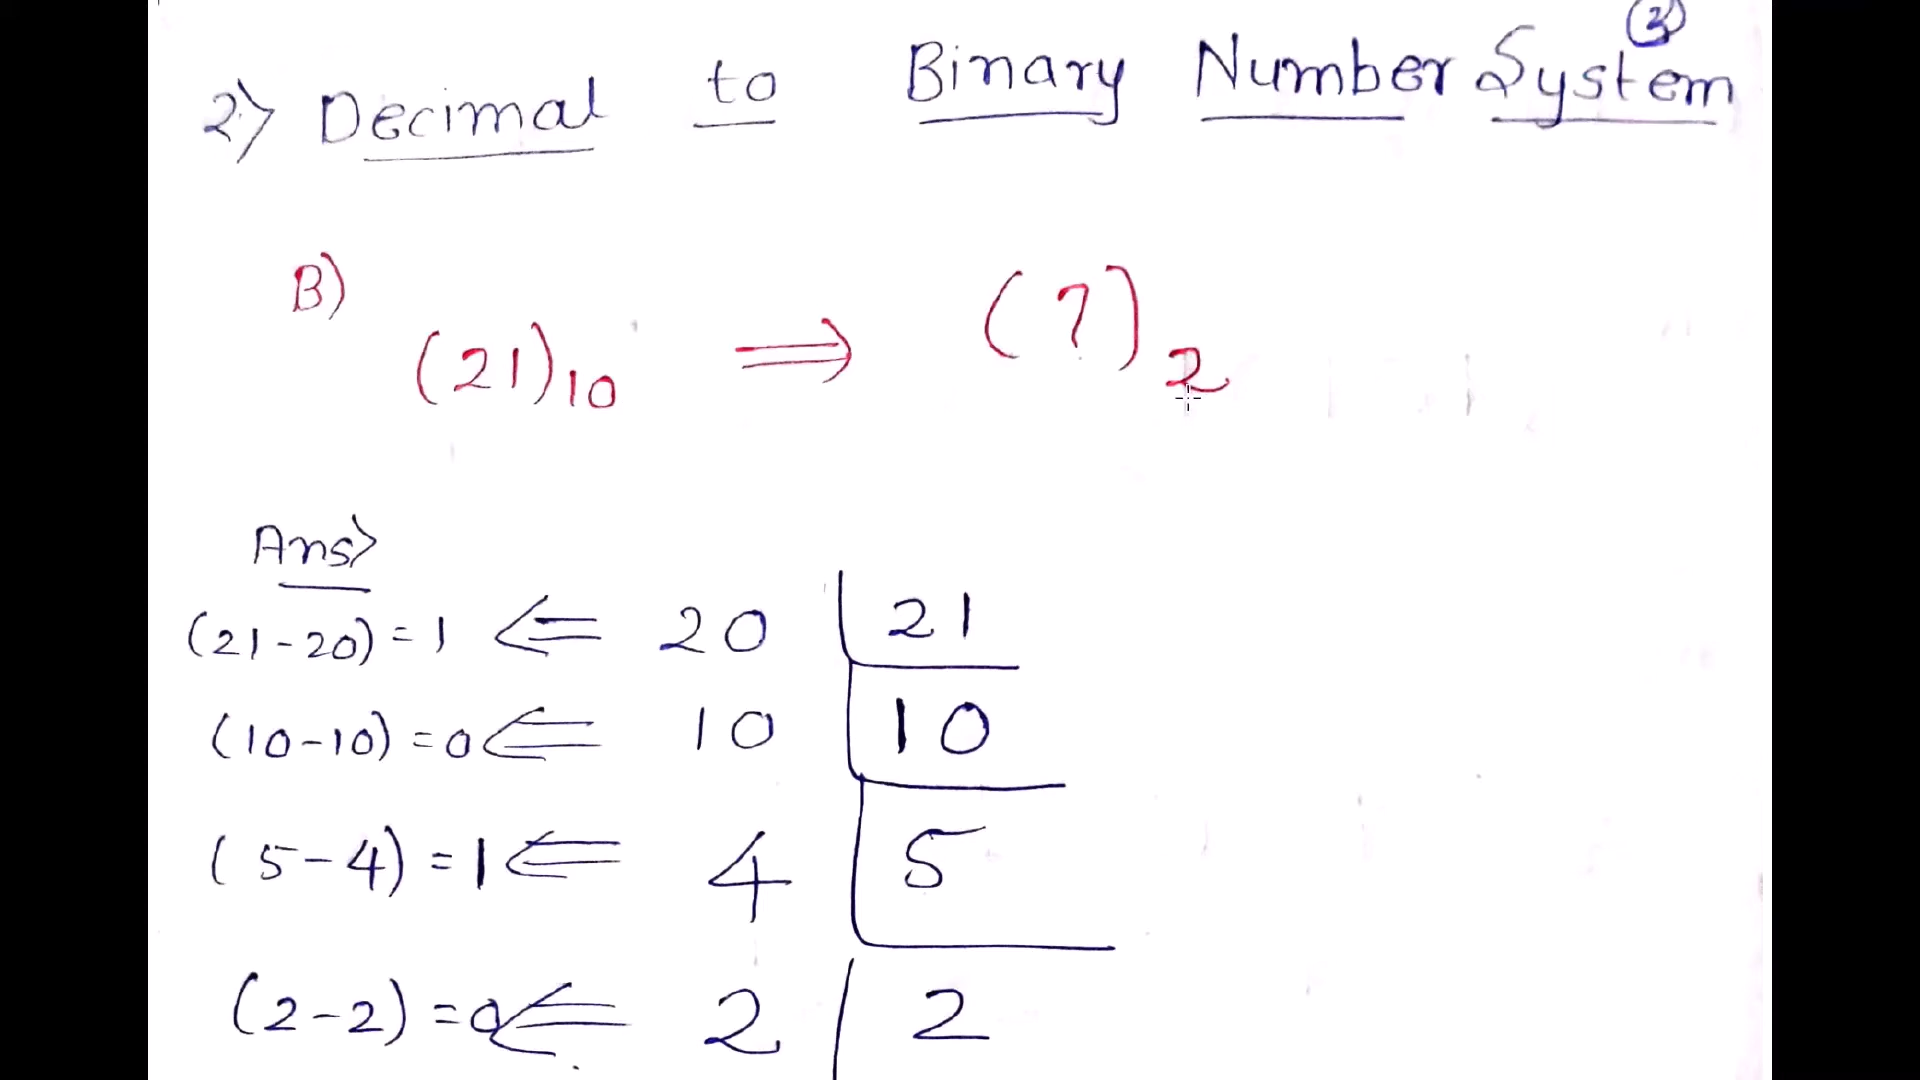 3
2) Decimal to Binary Number System
B)
(21)10 ⟹ (?)2
Ans>
(21-20) = 1 ⟸ 20 21
(10-10) = 0 ⟸ 10 10
(5-4) = 1 ⟸ 4 5
(2-2) = 0 ⟸ 2 2